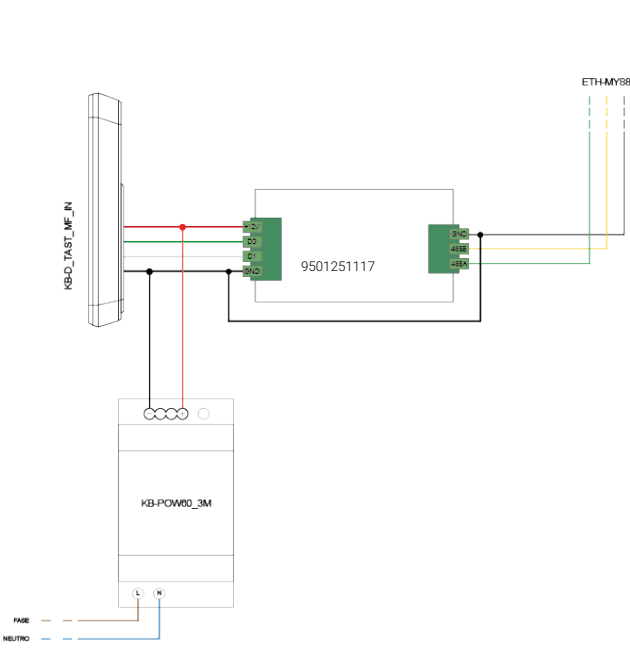 ETH-MY88
KB-D_TAST_MF_IN
+12V
D0
D1
GND
9501251117
GND
485B
485A
KB-POW60_3M
L
N
FASE
NEUTRO